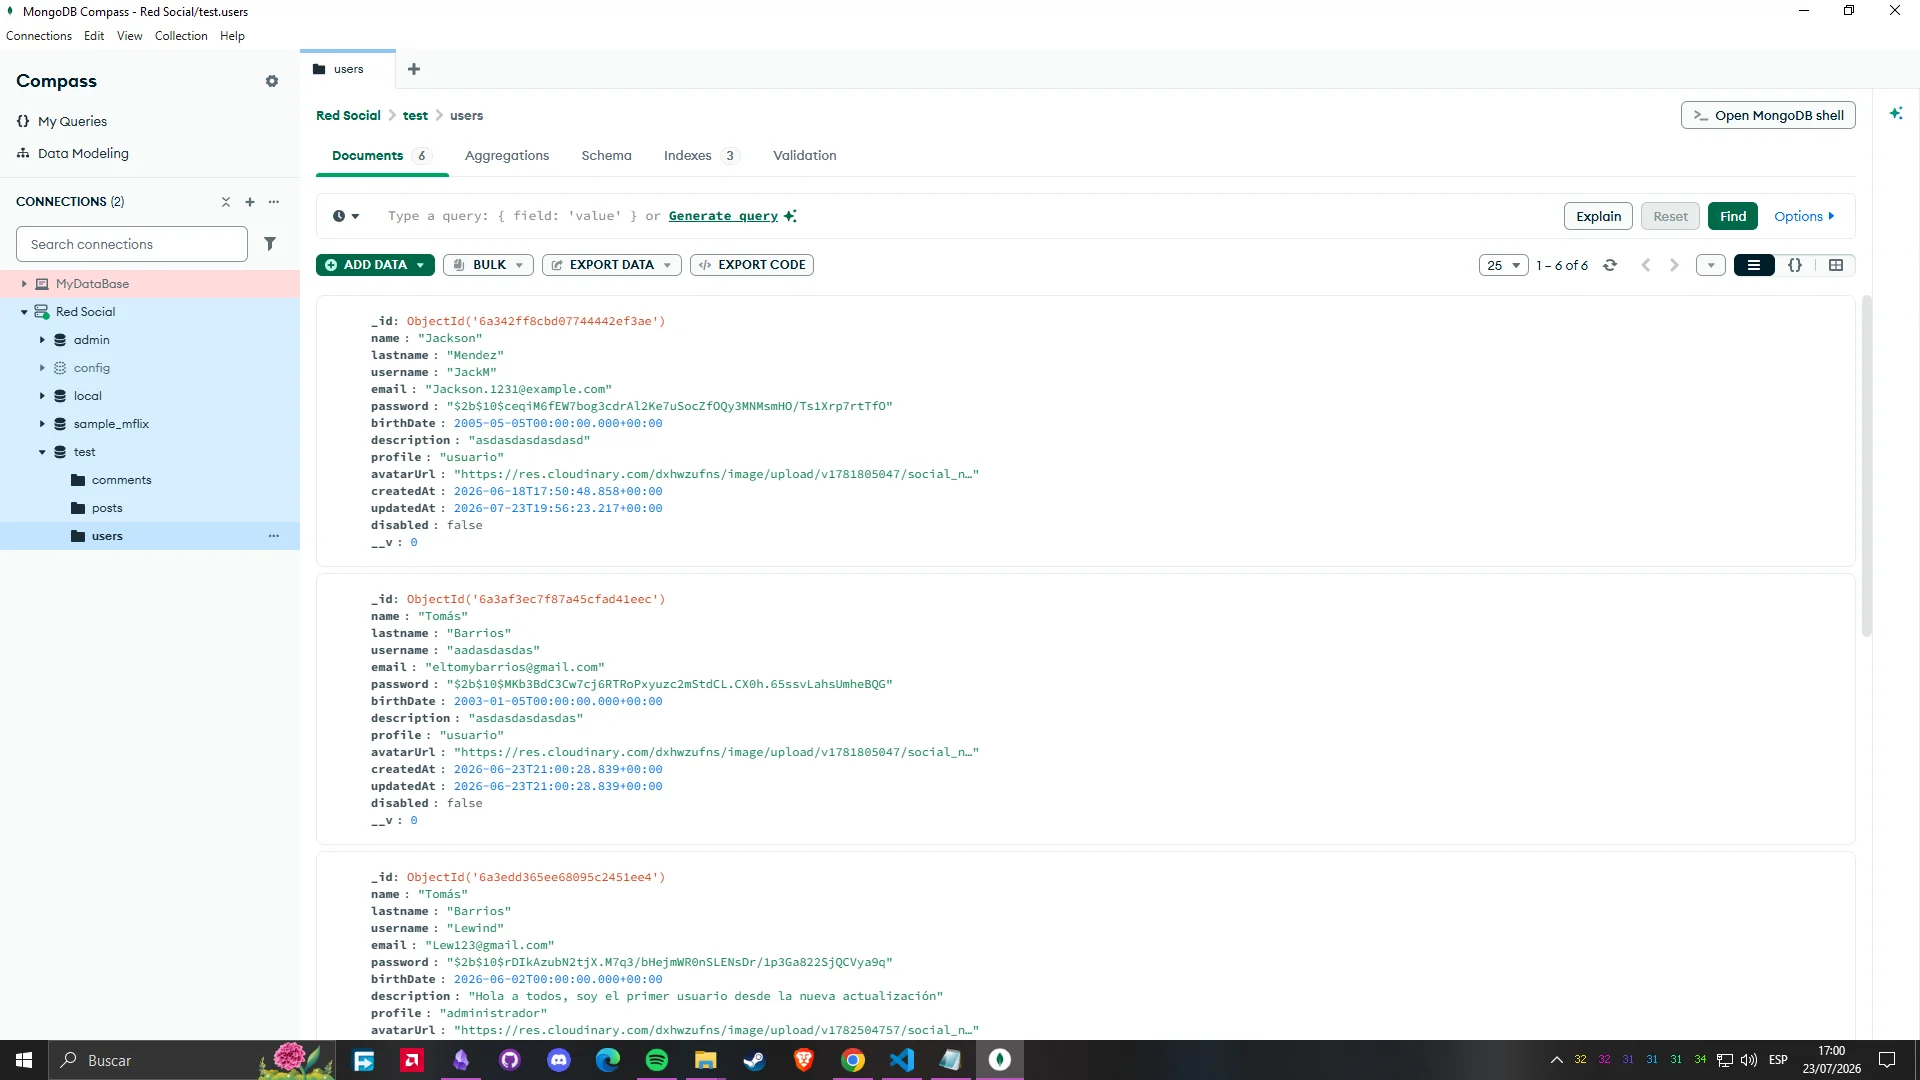 MongoDB Compass - Red Social/test.users
Connections Edit View Collection Help
Compass
My Queries
Data Modeling
CONNECTIONS (2)
Search connections
MyDataBase
Red Social
admin
config
local
sample_mflix
test
comments
posts
users
users
Red Social > test > users
>_ Open MongoDB shell
Documents 6 Aggregations Schema Indexes 3 Validation
Type a query: { field: 'value' } or Generate query
Explain Reset Find Options
ADD DATA BULK EXPORT DATA EXPORT CODE
25 1 – 6 of 6
_id: ObjectId('6a342ff8cbd07744442ef3ae')
name : "Jackson"
lastname : "Mendez"
username : "JackM"
email : "Jackson.1231@example.com"
password : "$2b$10$ceqiM6fEW7bog3cdrAl2Ke7uSocZfOQy3MNMsmHO/Ts1Xrp7rtTfO"
birthDate : 2005-05-05T00:00:00.000+00:00
description : "asdasdasdasdasd"
profile : "usuario"
avatarUrl : "https://res.cloudinary.com/dxhwzufns/image/upload/v1781805047/social_n…"
createdAt : 2026-06-18T17:50:48.858+00:00
updatedAt : 2026-07-23T19:56:23.217+00:00
disabled : false
__v : 0
_id: ObjectId('6a3af3ec7f87a45cfad41eec')
name : "Tomás"
lastname : "Barrios"
username : "aadasdasdas"
email : "eltomybarrios@gmail.com"
password : "$2b$10$MKb3BdC3Cw7cj6RTRoPxyuzc2mStdCL.CX0h.65ssvLahsUmheBQG"
birthDate : 2003-01-05T00:00:00.000+00:00
description : "asdasdasdasdas"
profile : "usuario"
avatarUrl : "https://res.cloudinary.com/dxhwzufns/image/upload/v1781805047/social_n…"
createdAt : 2026-06-23T21:00:28.839+00:00
updatedAt : 2026-06-23T21:00:28.839+00:00
disabled : false
__v : 0
_id: ObjectId('6a3edd365ee68095c2451ee4')
name : "Tomás"
lastname : "Barrios"
username : "Lewind"
email : "Lew123@gmail.com"
password : "$2b$10$rDIkAzubN2tjX.M7q3/bHejmWR0nSLENsDr/1p3Ga822SjQCVya9q"
birthDate : 2026-06-02T00:00:00.000+00:00
description : "Hola a todos, soy el primer usuario desde la nueva actualización"
profile : "administrador"
avatarUrl : "https://res.cloudinary.com/dxhwzufns/image/upload/v1782504757/social_n…"
Buscar
32 32 31 31 31 34 ESP
17:00
23/07/2026